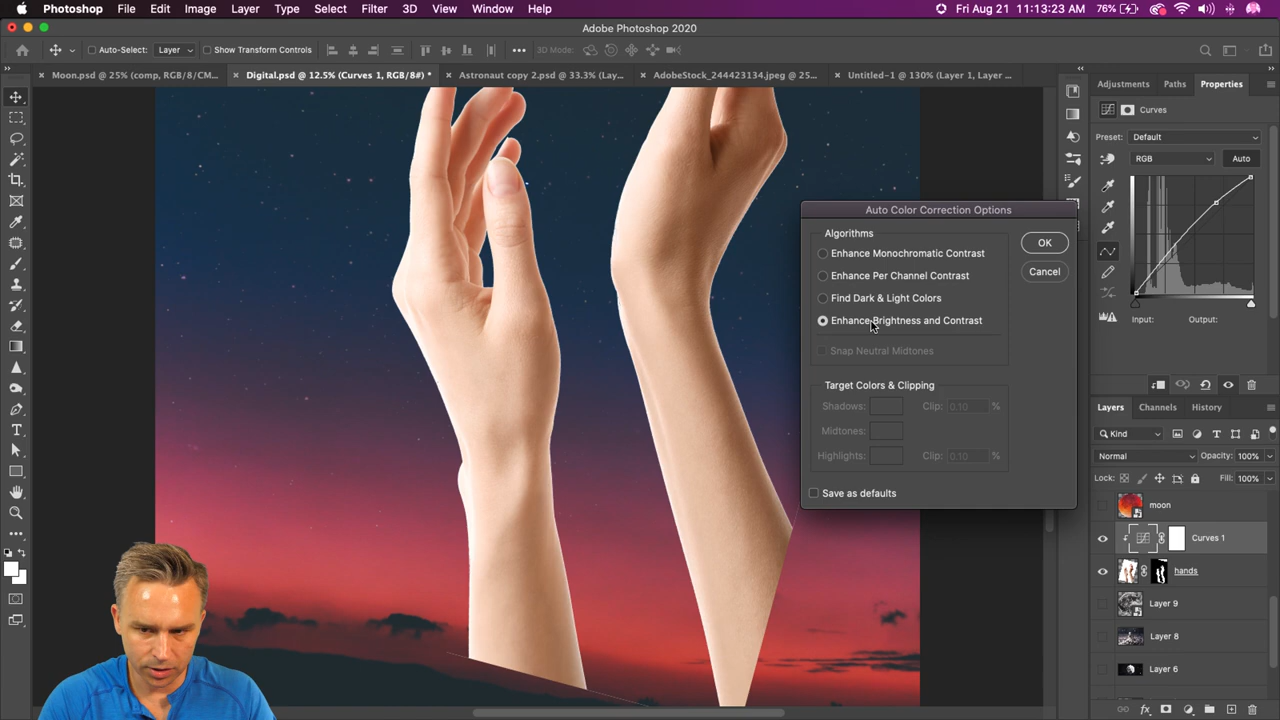 Photoshop File Edit Image Layer Type Select Filter 3D View Window Help Fri Aug 21 11:13:23 AM 76%
Adobe Photoshop 2020
Auto-Select: Layer Show Transform Controls 3D Mode:
Moon.psd @ 25% (comp, RGB/8/CM... Digital.psd @ 12.5% (Curves 1, RGB/8#) * Astronaut copy 2.psd @ 33.3% (Lay... AdobeStock_244423134.jpeg @ 25... Untitled-1 @ 130% (Layer 1, Layer ...
Adjustments Paths Properties
Curves
Preset: Default
RGB Auto
Input: Output:
Auto Color Correction Options
Algorithms
Enhance Monochromatic Contrast
Enhance Per Channel Contrast
Find Dark & Light Colors
Enhance Brightness and Contrast
Snap Neutral Midtones
OK
Cancel
Target Colors & Clipping
Shadows: Clip: 0.10 %
Midtones:
Highlights: Clip: 0.10 %
Save as defaults
Layers Channels History
Kind
Normal Opacity: 100%
Lock: Fill: 100%
moon
Curves 1
hands
Layer 9
Layer 8
Layer 6